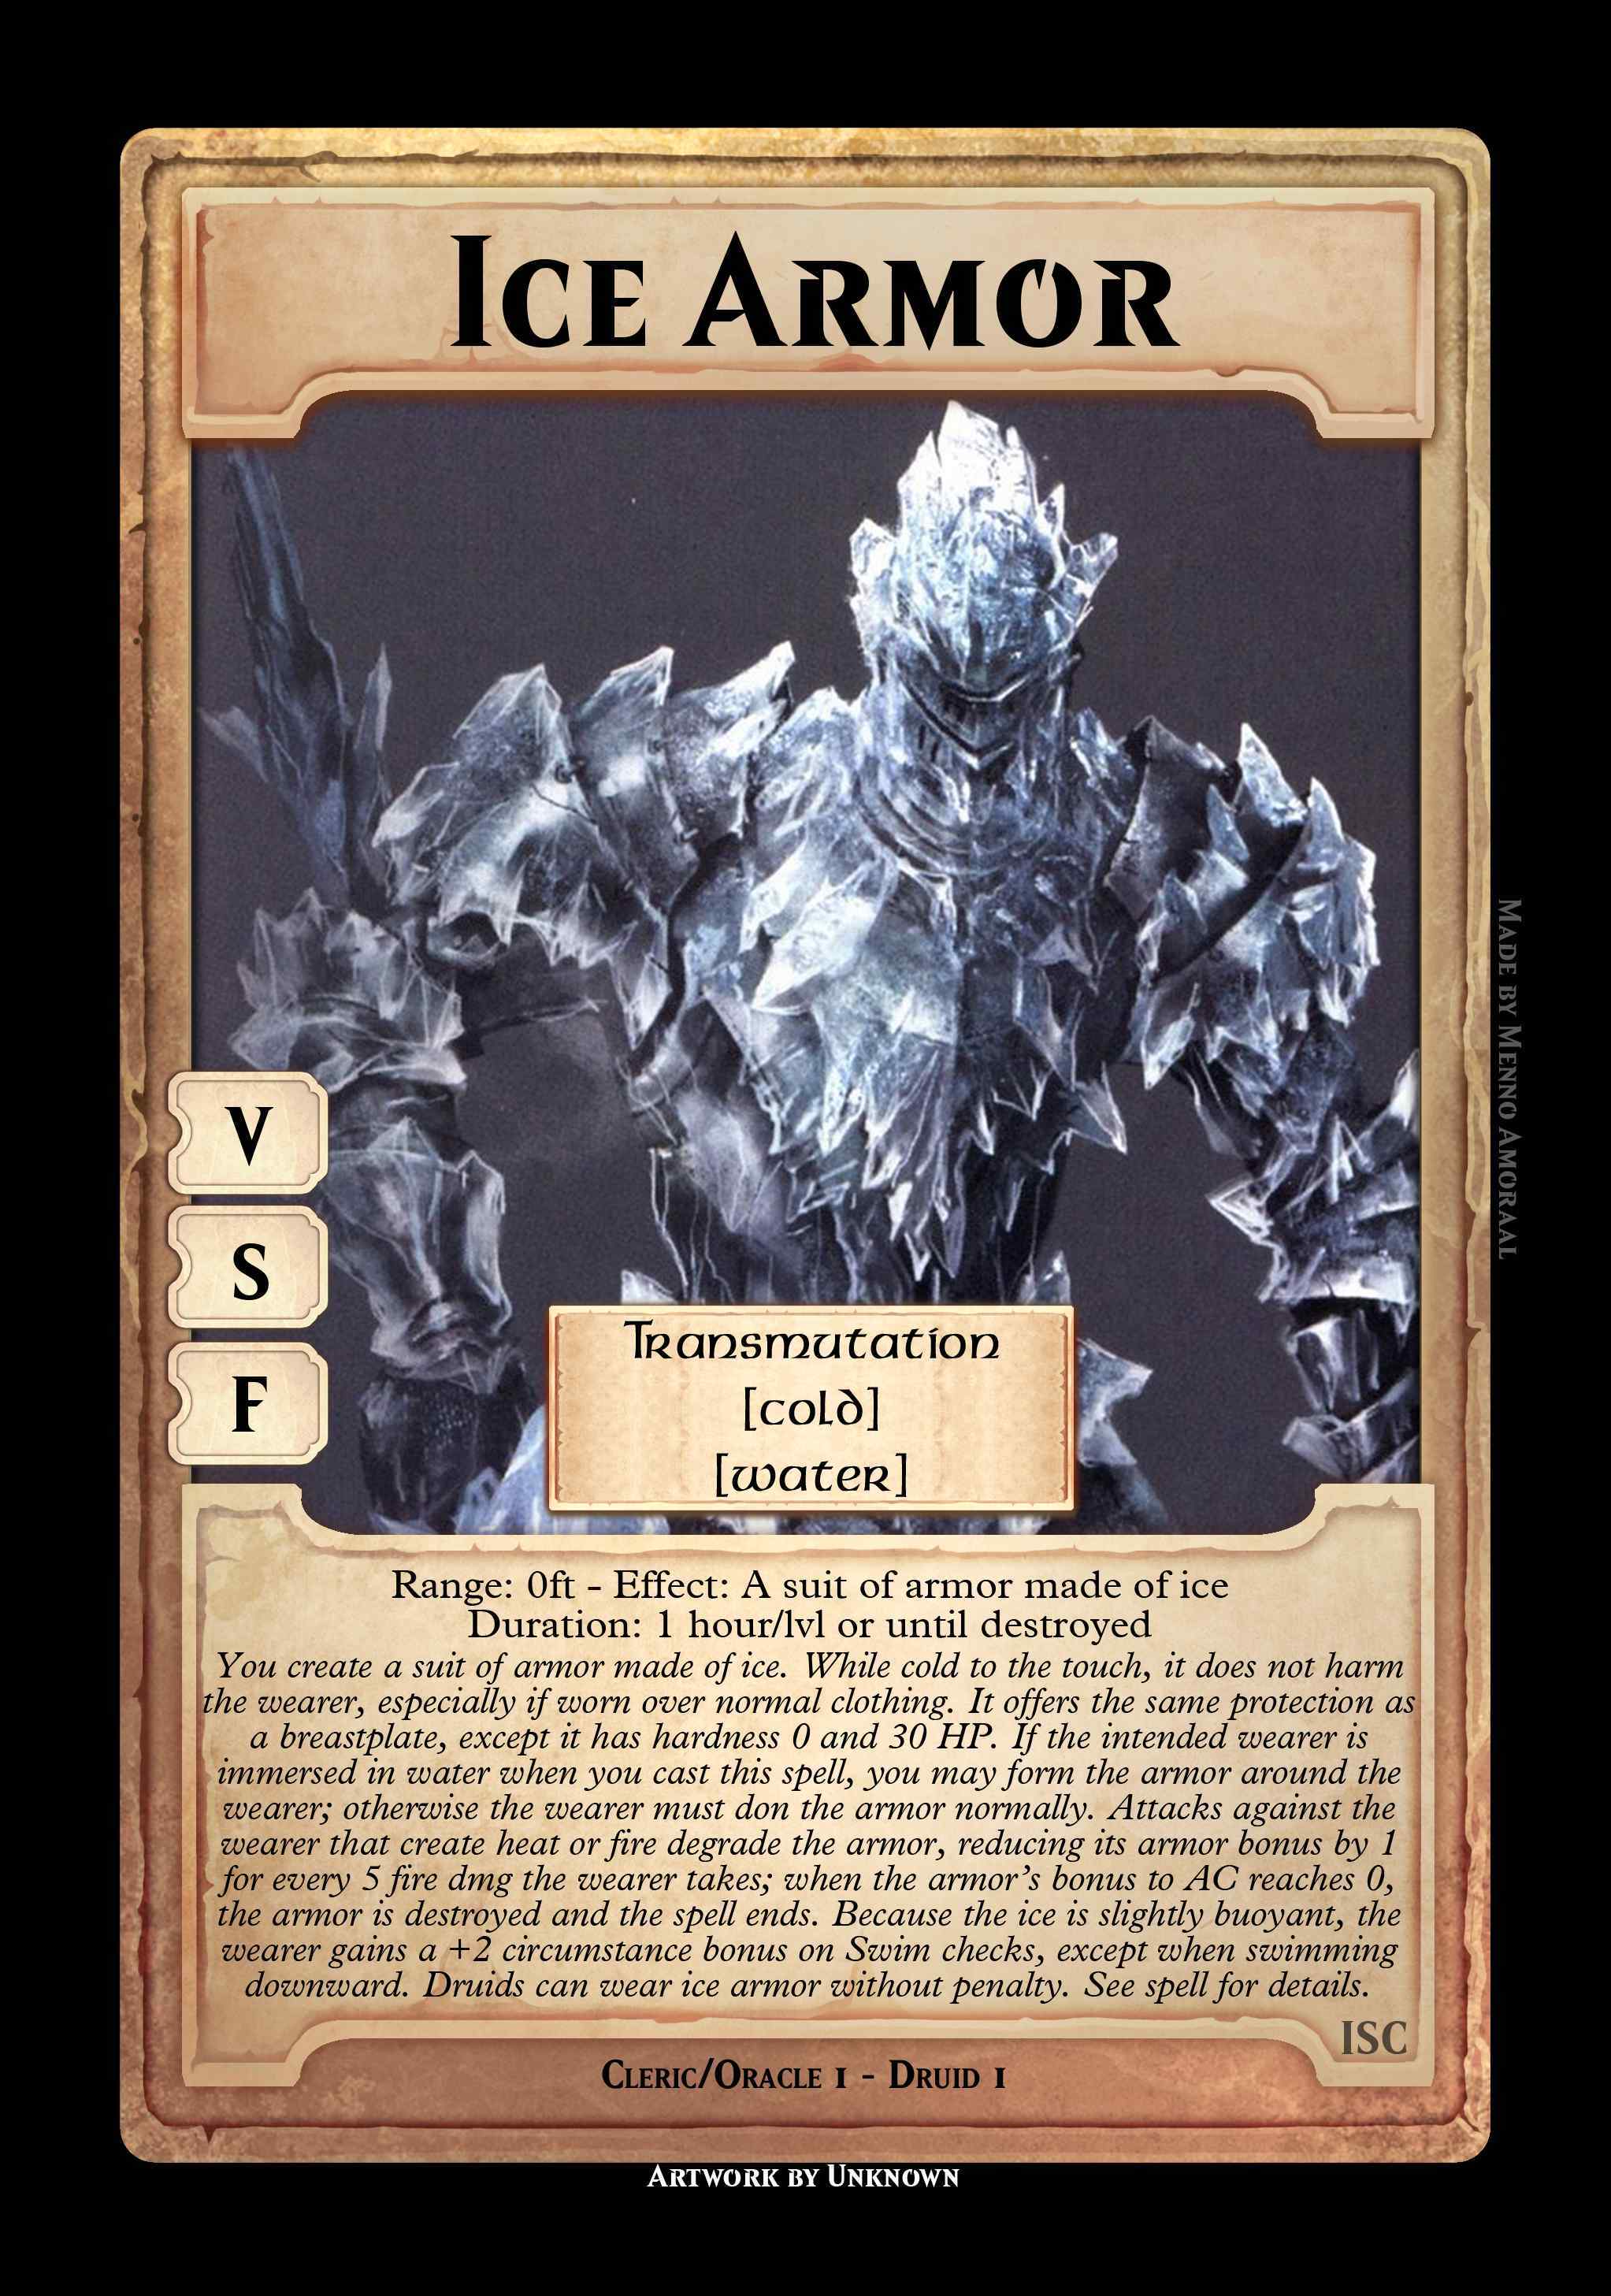 Ice Armor
V
S
F
Transmutation
[cold]
[water]
Range: 0ft - Effect: A suit of armor made of ice
Duration: 1 hour/lvl or until destroyed
You create a suit of armor made of ice. While cold to the touch, it does not harm
the wearer, especially if worn over normal clothing. It offers the same protection as
a breastplate, except it has hardness 0 and 30 HP. If the intended wearer is
immersed in water when you cast this spell, you may form the armor around the
wearer; otherwise the wearer must don the armor normally. Attacks against the
wearer that create heat or fire degrade the armor, reducing its armor bonus by 1
for every 5 fire dmg the wearer takes; when the armor's bonus to AC reaches 0,
the armor is destroyed and the spell ends. Because the ice is slightly buoyant, the
wearer gains a +2 circumstance bonus on Swim checks, except when swimming
downward. Druids can wear ice armor without penalty. See spell for details.
ISC
Cleric/Oracle 1 - Druid 1
Artwork by Unknown
Made by Menno Amoraal